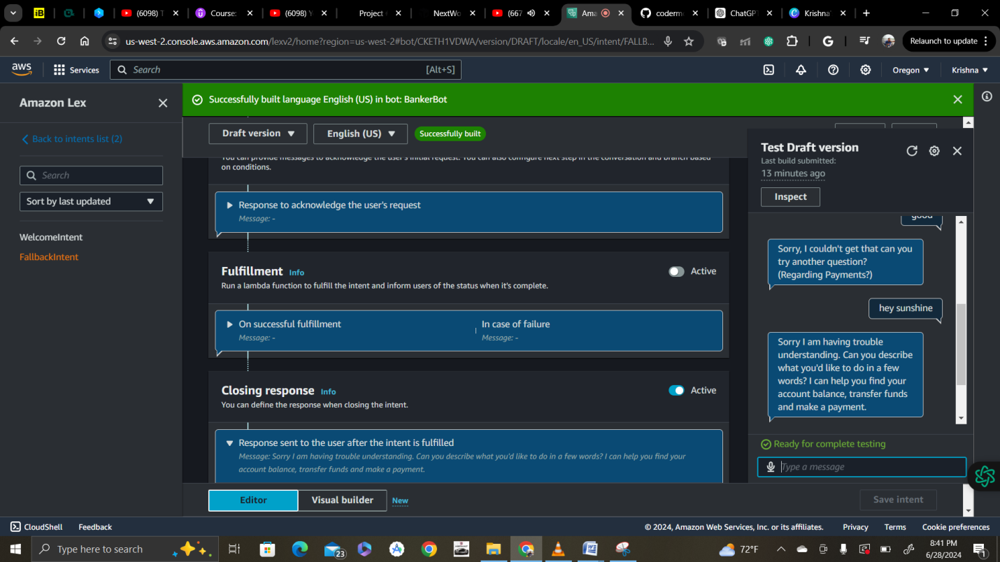 iB
(6098) T
Course:
(6098) Y
Project
NextWo
(667
Ama
coderm
ChatGPT
Krishna'
us-west-2.console.aws.amazon.com/lexv2/home?region=us-west-2#bot/CKETH1VDWA/version/DRAFT/locale/en_US/intent/FALLB...
Relaunch to update
aws
Services
Search
[Alt+S]
Oregon
Krishna
Amazon Lex
Back to intents list (2)
Search
Sort by last updated
WelcomeIntent
FallbackIntent
Successfully built language English (US) in bot: BankerBot
Draft version
English (US)
Successfully built
You can provide messages to acknowledge the user's initial request. You can also configure next step in the conversation and branch based
on conditions.
Response to acknowledge the user's request
Message: -
Fulfillment Info
Active
Run a lambda function to fulfill the intent and inform users of the status when it's complete.
On successful fulfillment
Message: -
In case of failure
Message: -
Closing response Info
Active
You can define the response when closing the intent.
Response sent to the user after the intent is fulfilled
Message: Sorry I am having trouble understanding. Can you describe what you'd like to do in a few words? I can help you find your
account balance, transfer funds and make a payment.
Editor
Visual builder
New
Save intent
Test Draft version
Last build submitted:
13 minutes ago
Inspect
good
Sorry, I couldn't get that can you
try another question?
(Regarding Payments?)
hey sunshine
Sorry I am having trouble
understanding. Can you describe
what you'd like to do in a few
words? I can help you find your
account balance, transfer funds
and make a payment.
Ready for complete testing
Type a message
CloudShell
Feedback
© 2024, Amazon Web Services, Inc. or its affiliates.
Privacy
Terms
Cookie preferences
Type here to search
23
72°F
8:41 PM
6/28/2024
1